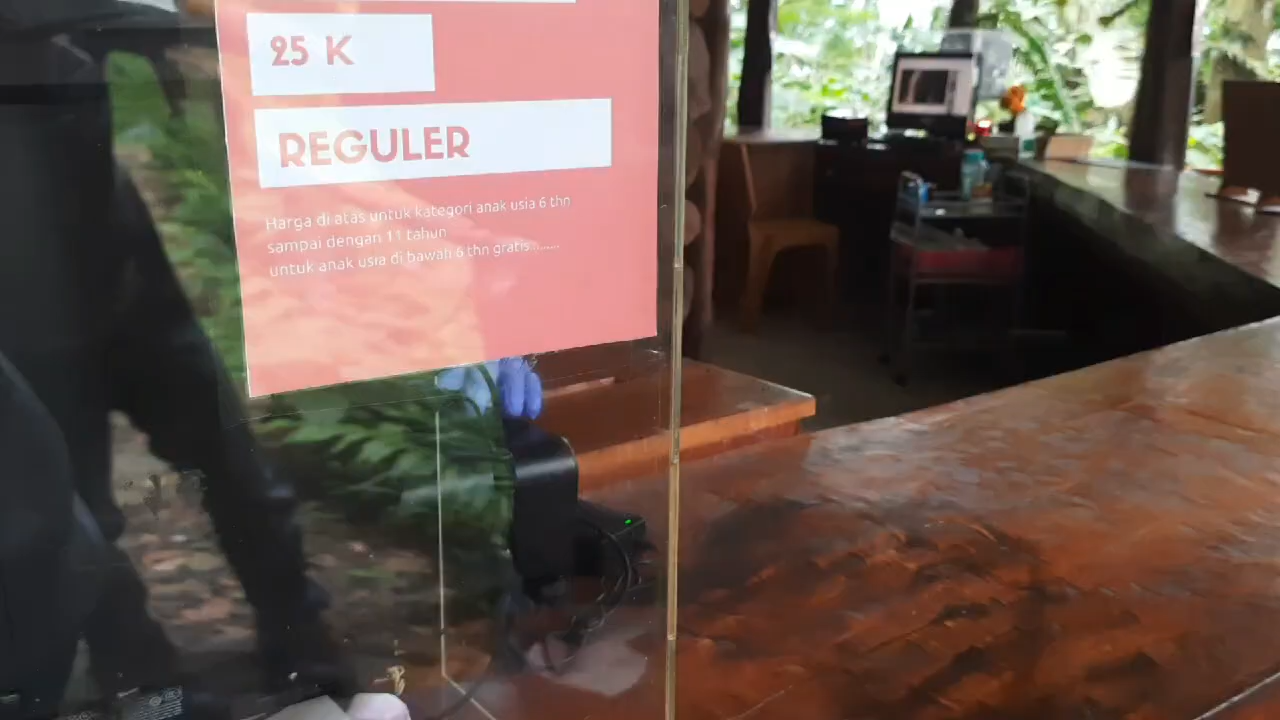 25 K
REGULER
Harga di atas untuk kategori anak usia 6 thn
sampai dengan 11 tahun
untuk anak usia di bawah 6 thn gratis.........